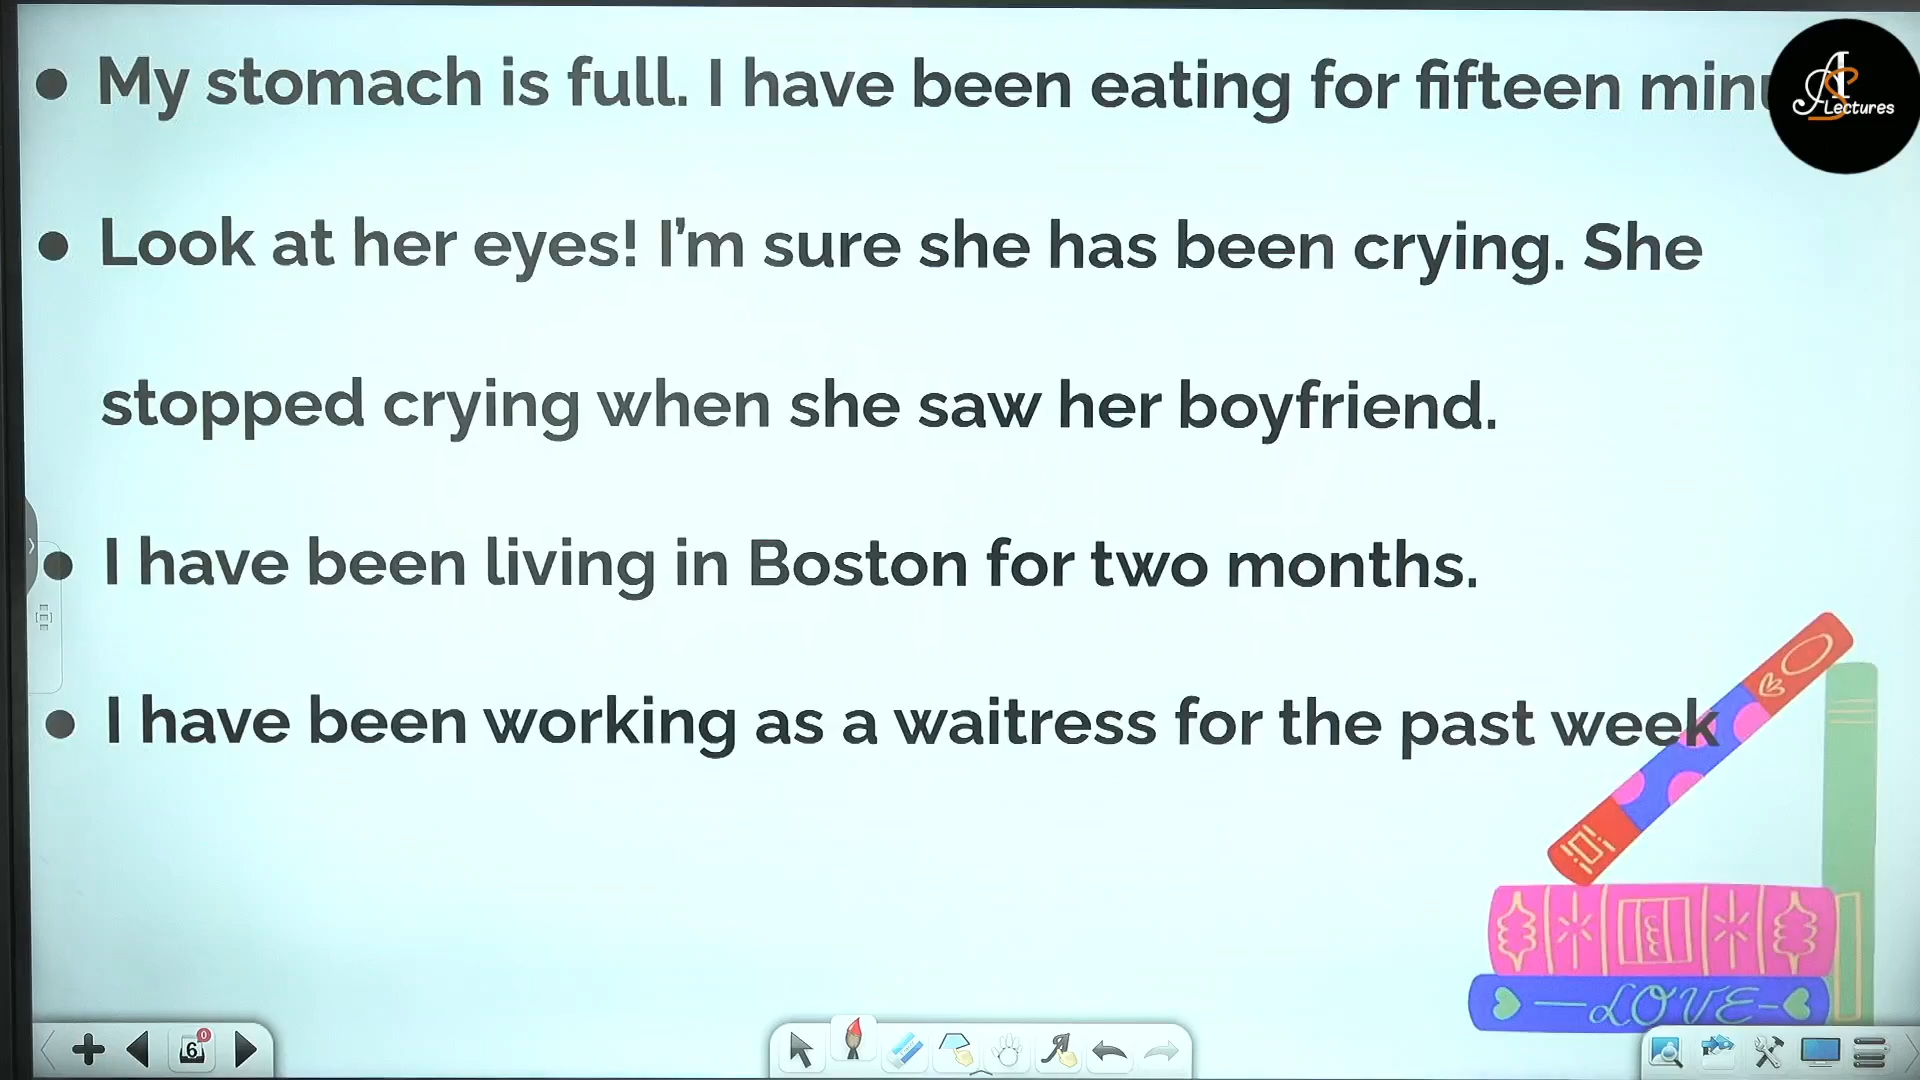 ● My stomach is full. I have been eating for fifteen
● Look at her eyes! I'm sure she has been crying. She
stopped crying when she saw her boyfriend.
● I have been living in Boston for two months.
● I have been working as a waitress for the past week
AS Lectures
LOVE
6
0